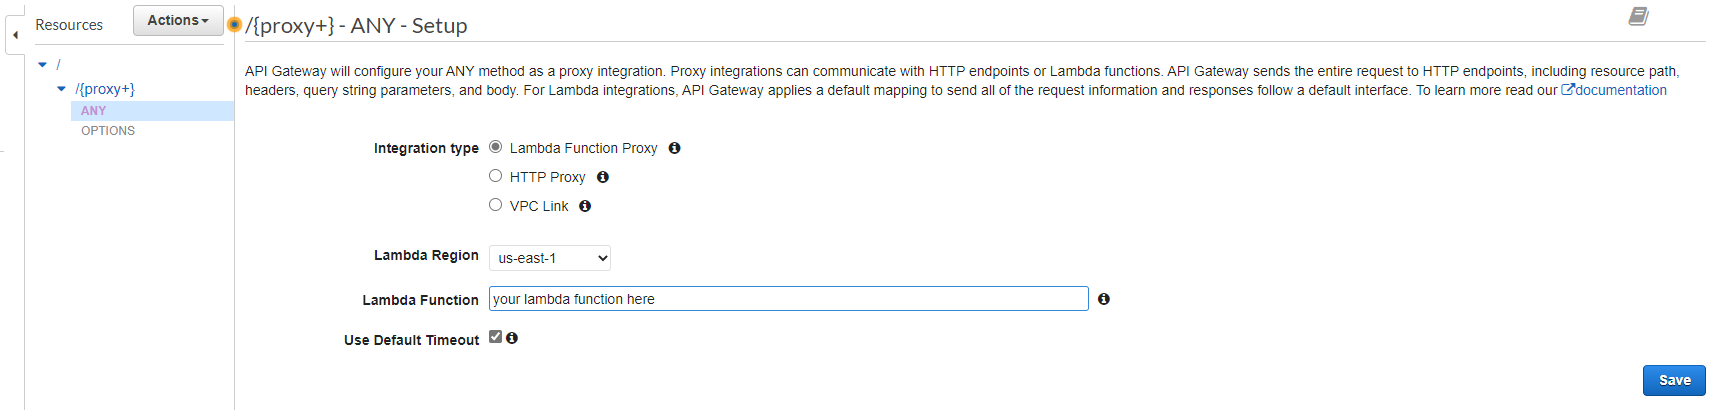 Resources
Actions
/{proxy+} - ANY - Setup
/
/{proxy+}
ANY
OPTIONS
API Gateway will configure your ANY method as a proxy integration. Proxy integrations can communicate with HTTP endpoints or Lambda functions. API Gateway sends the entire request to HTTP endpoints, including resource path,
headers, query string parameters, and body. For Lambda integrations, API Gateway applies a default mapping to send all of the request information and responses follow a default interface. To learn more read our documentation
Integration type
Lambda Function Proxy
HTTP Proxy
VPC Link
Lambda Region
us-east-1
Lambda Function
your lambda function here
Use Default Timeout
Save